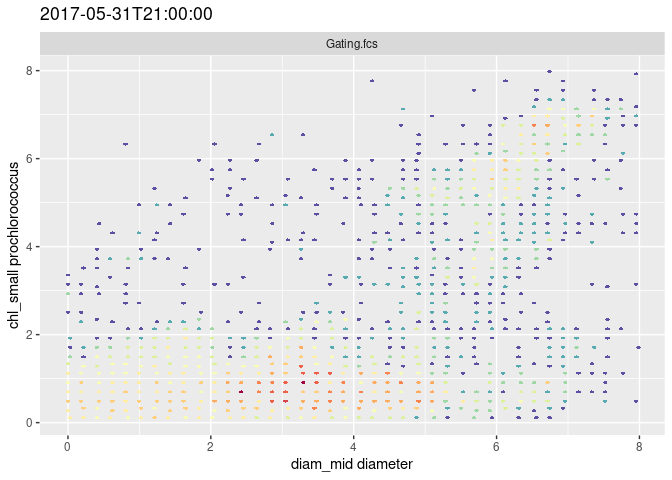 2017-05-31T21:00:00
Gating.fcs
chl_small prochlorococcus
8
6
4
2
0
0 2 4 6 8
diam_mid diameter